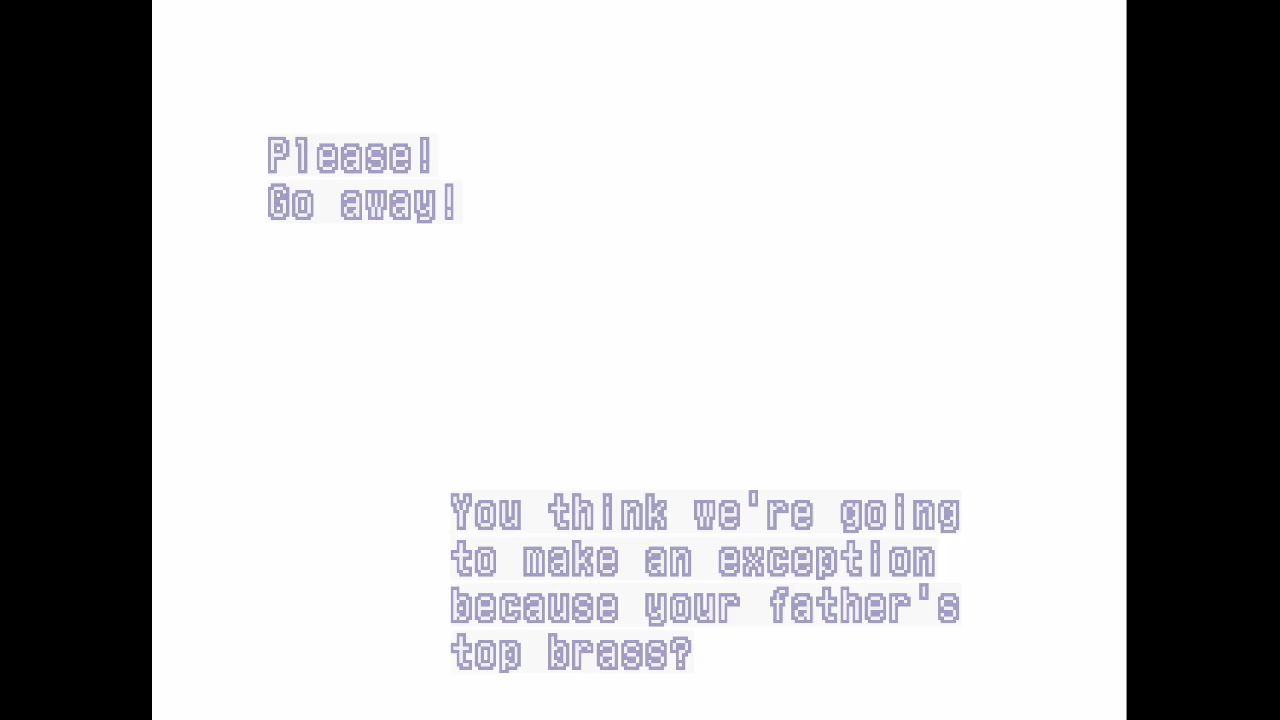 Please!
Go away!
You think we're going
to make an exception
because your father's
top brass?